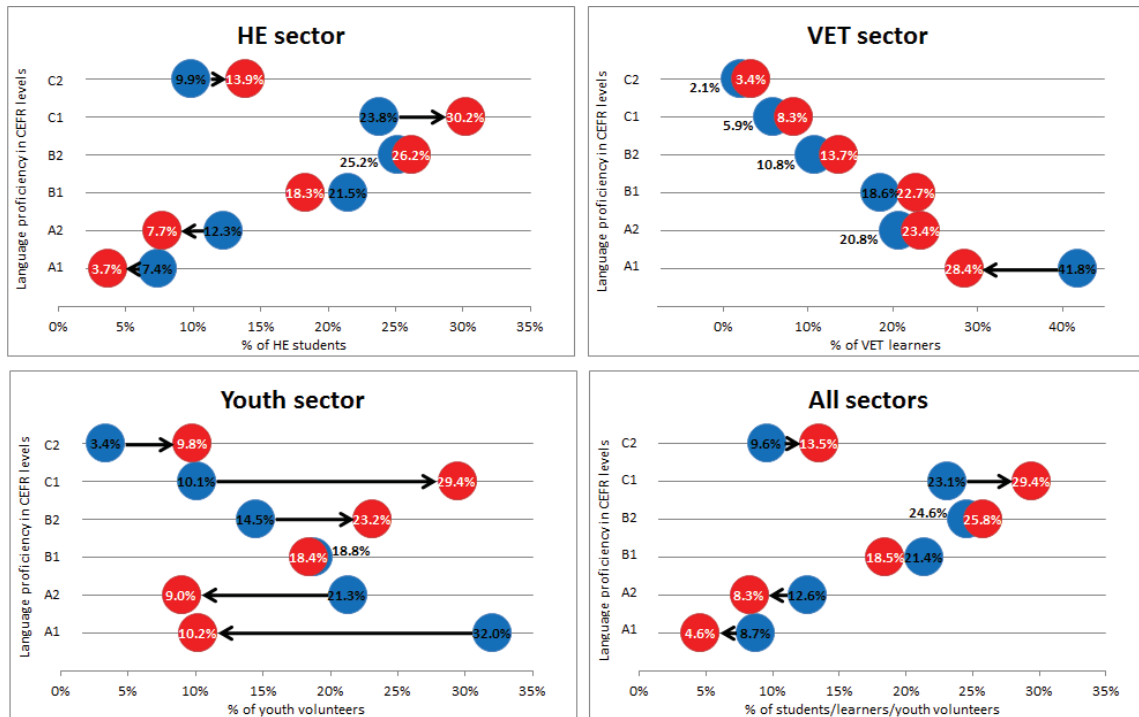 HE sector
Language proficiency in CEFR levels
C2
9.9%
13.9%
C1
23.8%
30.2%
B2
25.2%
26.2%
B1
18.3%
21.5%
A2
7.7%
12.3%
A1
3.7%
7.4%
0% 5% 10% 15% 20% 25% 30% 35%
% of HE students
VET sector
Language proficiency in CEFR levels
C2
2.1%
3.4%
C1
5.9%
8.3%
B2
10.8%
13.7%
B1
18.6%
22.7%
A2
20.8%
23.4%
A1
28.4%
41.8%
0% 10% 20% 30% 40%
% of VET learners
Youth sector
Language proficiency in CEFR levels
C2
3.4%
9.8%
C1
10.1%
29.4%
B2
14.5%
23.2%
B1
18.4%
18.8%
A2
9.0%
21.3%
A1
10.2%
32.0%
0% 5% 10% 15% 20% 25% 30% 35%
% of youth volunteers
All sectors
Language proficiency in CEFR levels
C2
9.6%
13.5%
C1
23.1%
29.4%
B2
24.6%
25.8%
B1
18.5%
21.4%
A2
8.3%
12.6%
A1
4.6%
8.7%
0% 5% 10% 15% 20% 25% 30% 35%
% of students/learners/youth volunteers